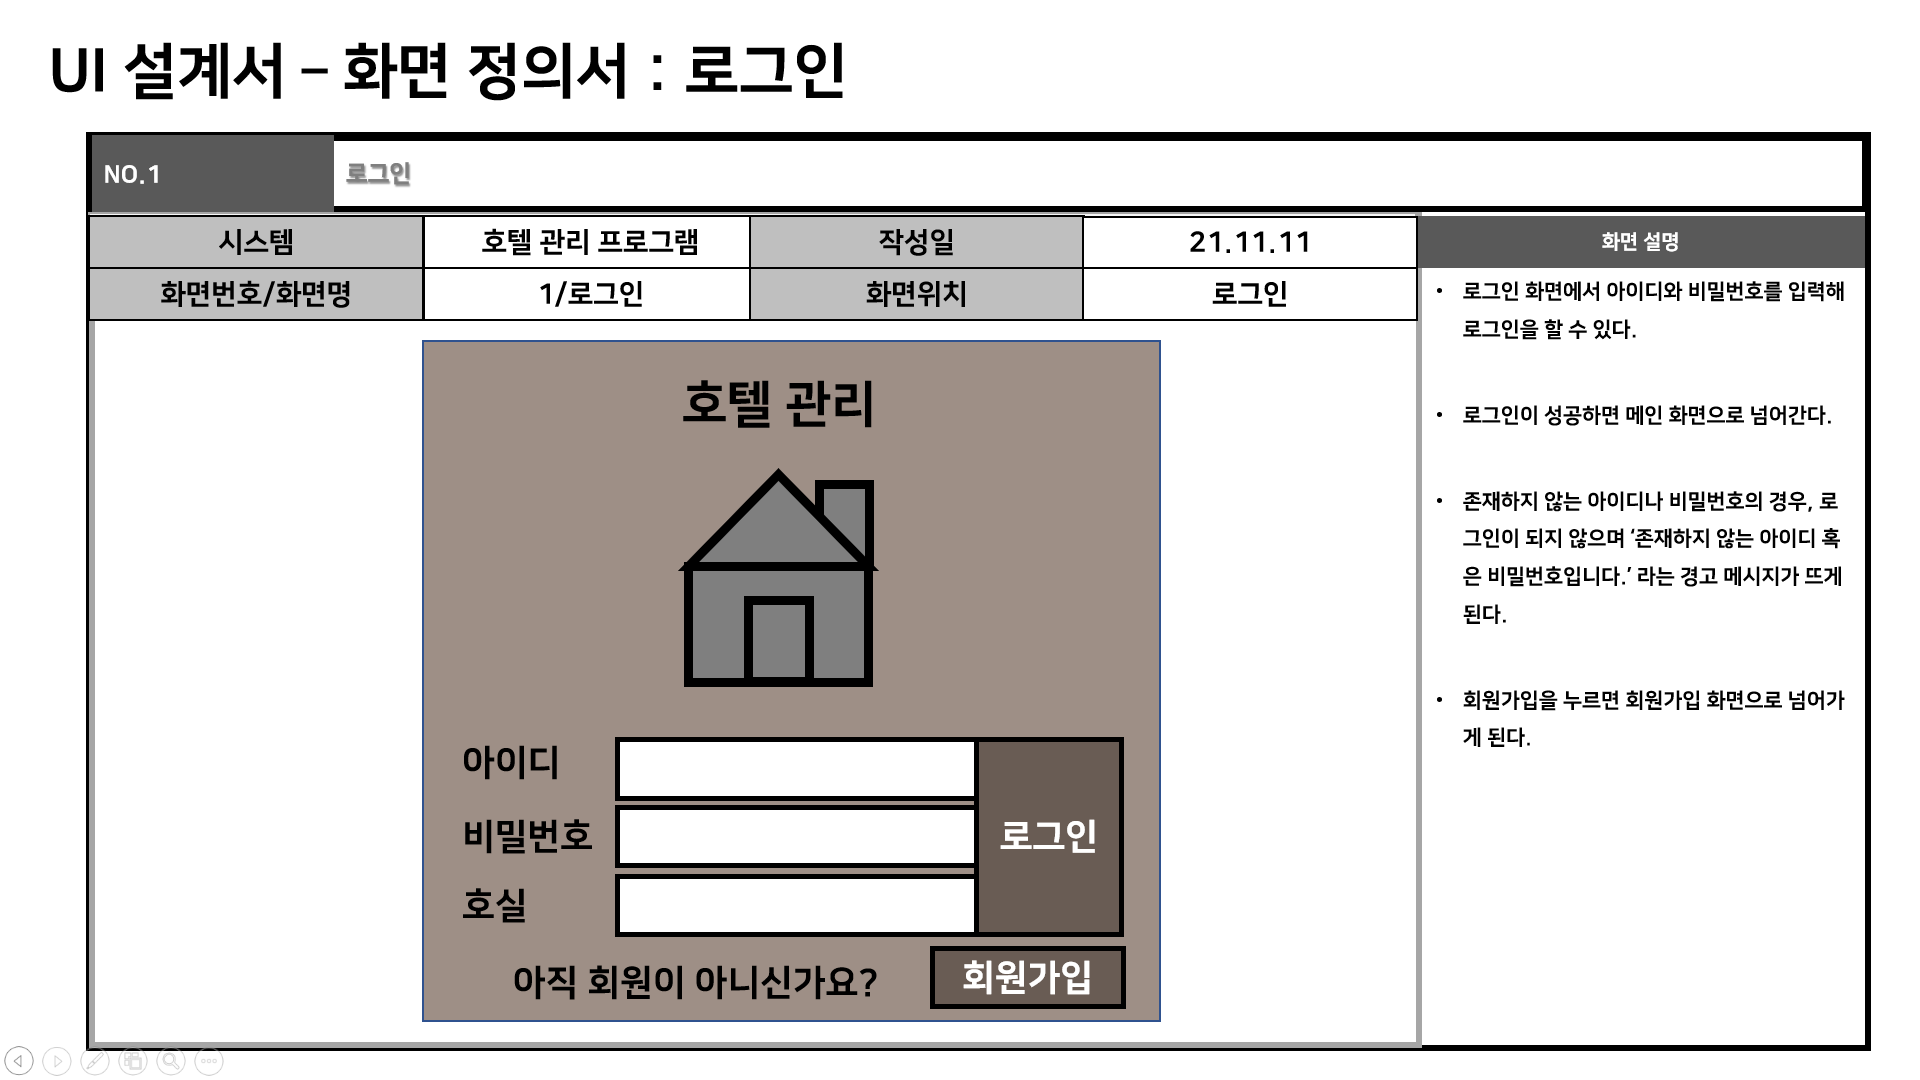 UI 설계서 – 화면 정의서 : 로그인
NO.1
로그인
시스템
호텔 관리 프로그램
작성일
21.11.11
화면 설명
화면번호/화면명
1/로그인
화면위치
로그인
• 로그인 화면에서 아이디와 비밀번호를 입력해
로그인을 할 수 있다.
• 로그인이 성공하면 메인 화면으로 넘어간다.
• 존재하지 않는 아이디나 비밀번호의 경우, 로
그인이 되지 않으며 ‘존재하지 않는 아이디 혹
은 비밀번호입니다.’ 라는 경고 메시지가 뜨게
된다.
• 회원가입을 누르면 회원가입 화면으로 넘어가
게 된다.
호텔 관리
아이디
비밀번호
로그인
호실
아직 회원이 아니신가요?
회원가입